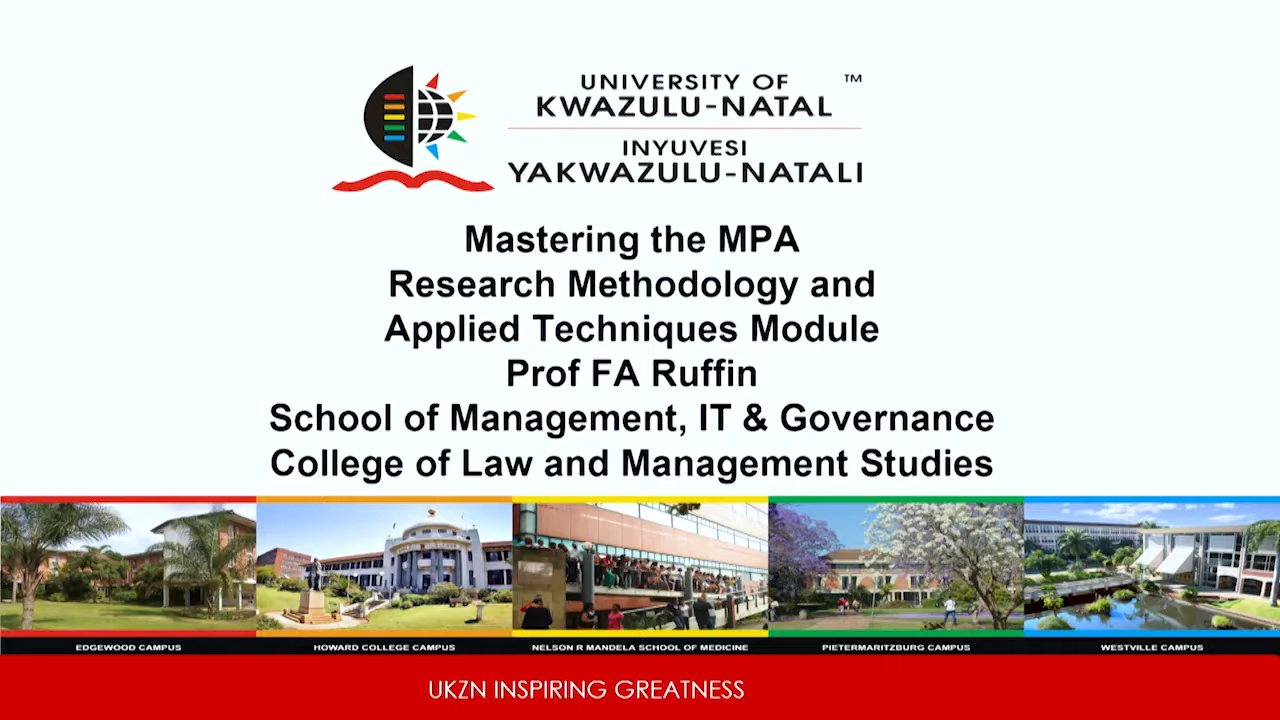 UNIVERSITY OF ™
KWAZULU-NATAL
INYUVESI
YAKWAZULU-NATALI
Mastering the MPA
Research Methodology and
Applied Techniques Module
Prof FA Ruffin
School of Management, IT & Governance
College of Law and Management Studies
EDGEWOOD CAMPUS
HOWARD COLLEGE CAMPUS
NELSON R MANDELA SCHOOL OF MEDICINE
PIETERMARITZBURG CAMPUS
WESTVILLE CAMPUS
UKZN INSPIRING GREATNESS